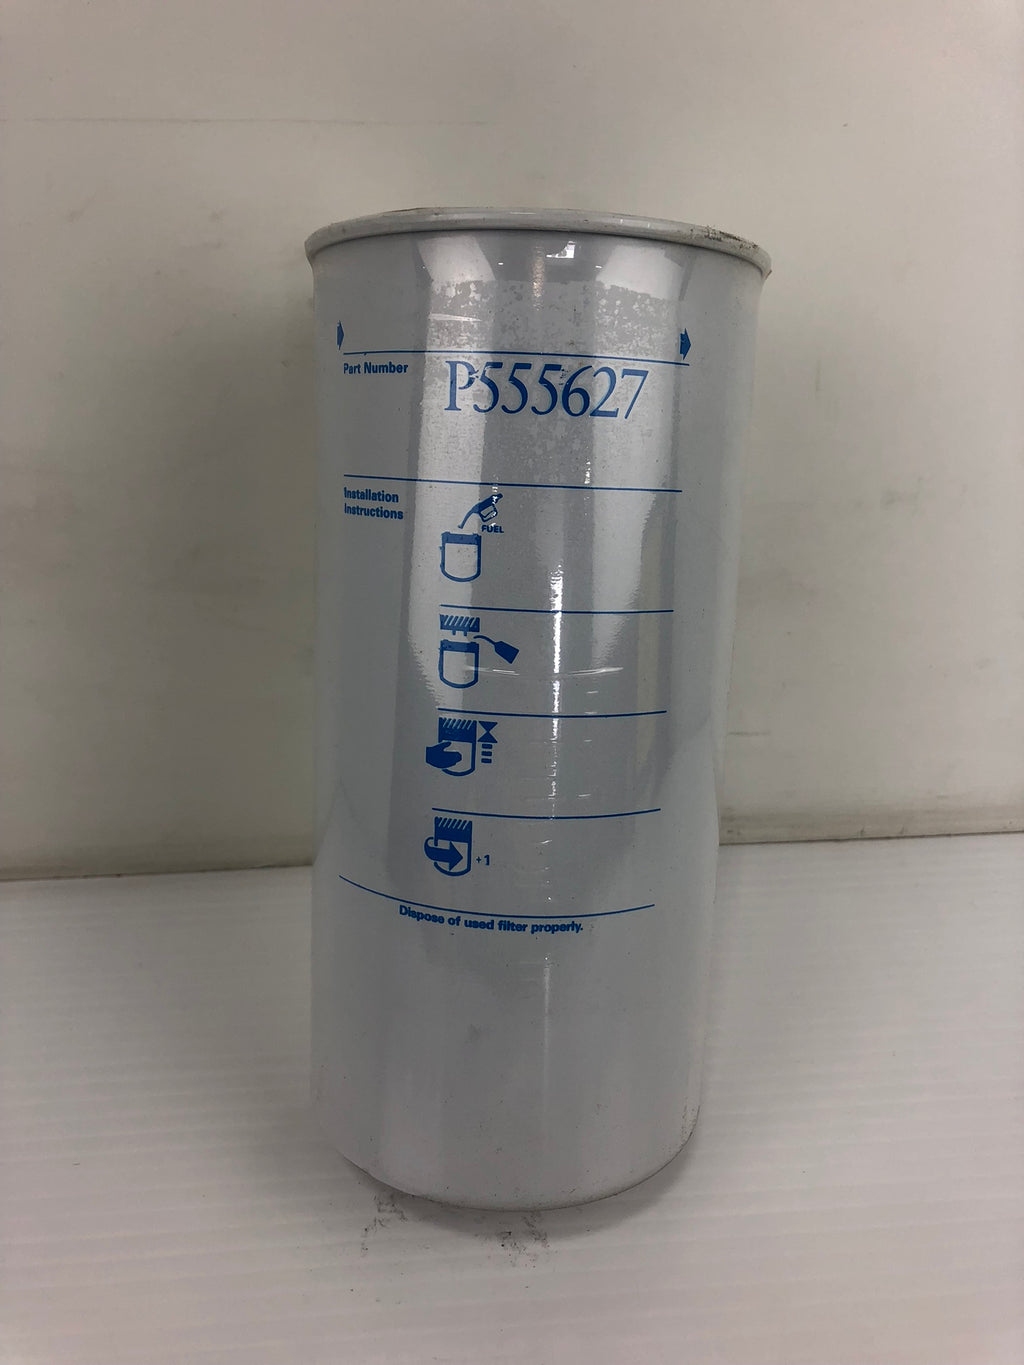 Part Number P555627
Installation
Instructions
FUEL
+1
Dispose of used filter properly.